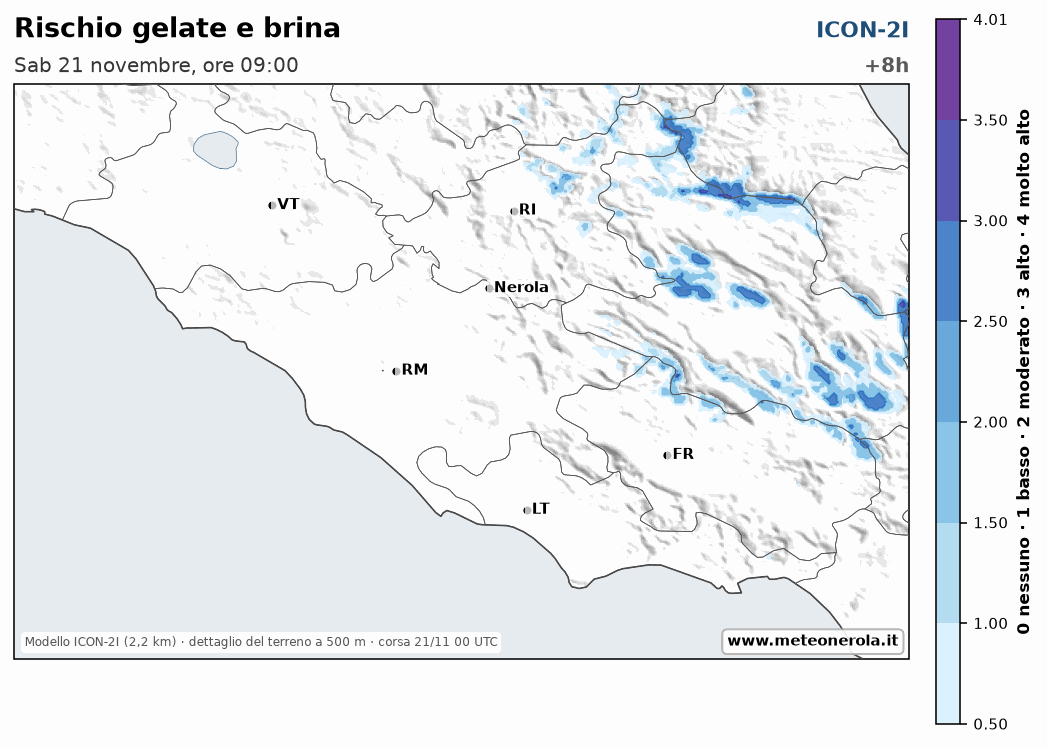 Rischio gelate e brina
ICON-2I
Sab 21 novembre, ore 09:00
+8h
VT
RI
Nerola
RM
FR
LT
Modello ICON-2I (2,2 km) · dettaglio del terreno a 500 m · corsa 21/11 00 UTC
www.meteonerola.it
4.01
3.50
3.00
2.50
2.00
1.50
1.00
0.50
0 nessuno · 1 basso · 2 moderato · 3 alto · 4 molto alto